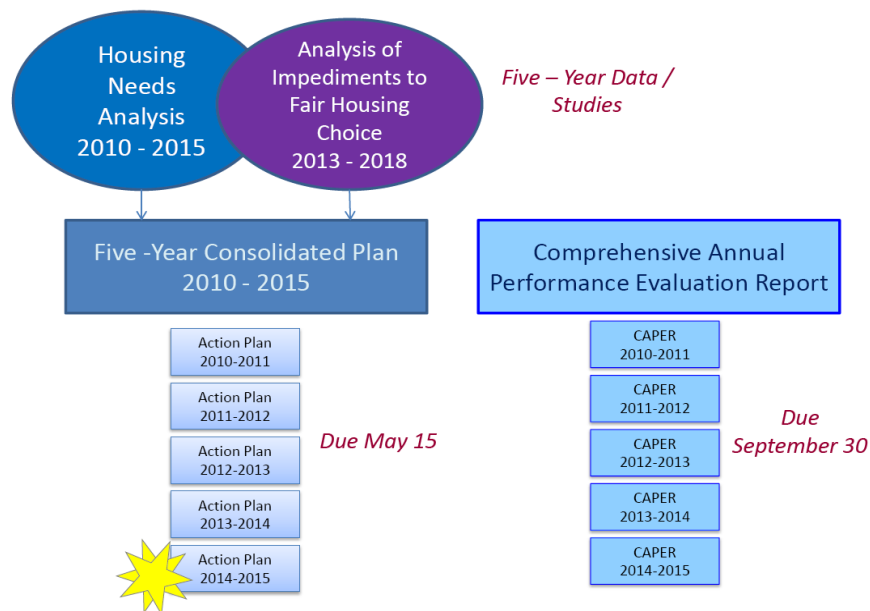 Housing
Needs
Analysis
2010 - 2015
Analysis of
Impediments to
Fair Housing
Choice
2013 - 2018
Five – Year Data /
Studies
Five -Year Consolidated Plan
2010 - 2015
Comprehensive Annual
Performance Evaluation Report
Action Plan
2010-2011
Action Plan
2011-2012
Action Plan
2012-2013
Action Plan
2013-2014
Action Plan
2014-2015
Due May 15
CAPER
2010-2011
CAPER
2011-2012
CAPER
2012-2013
CAPER
2013-2014
CAPER
2014-2015
Due
September 30